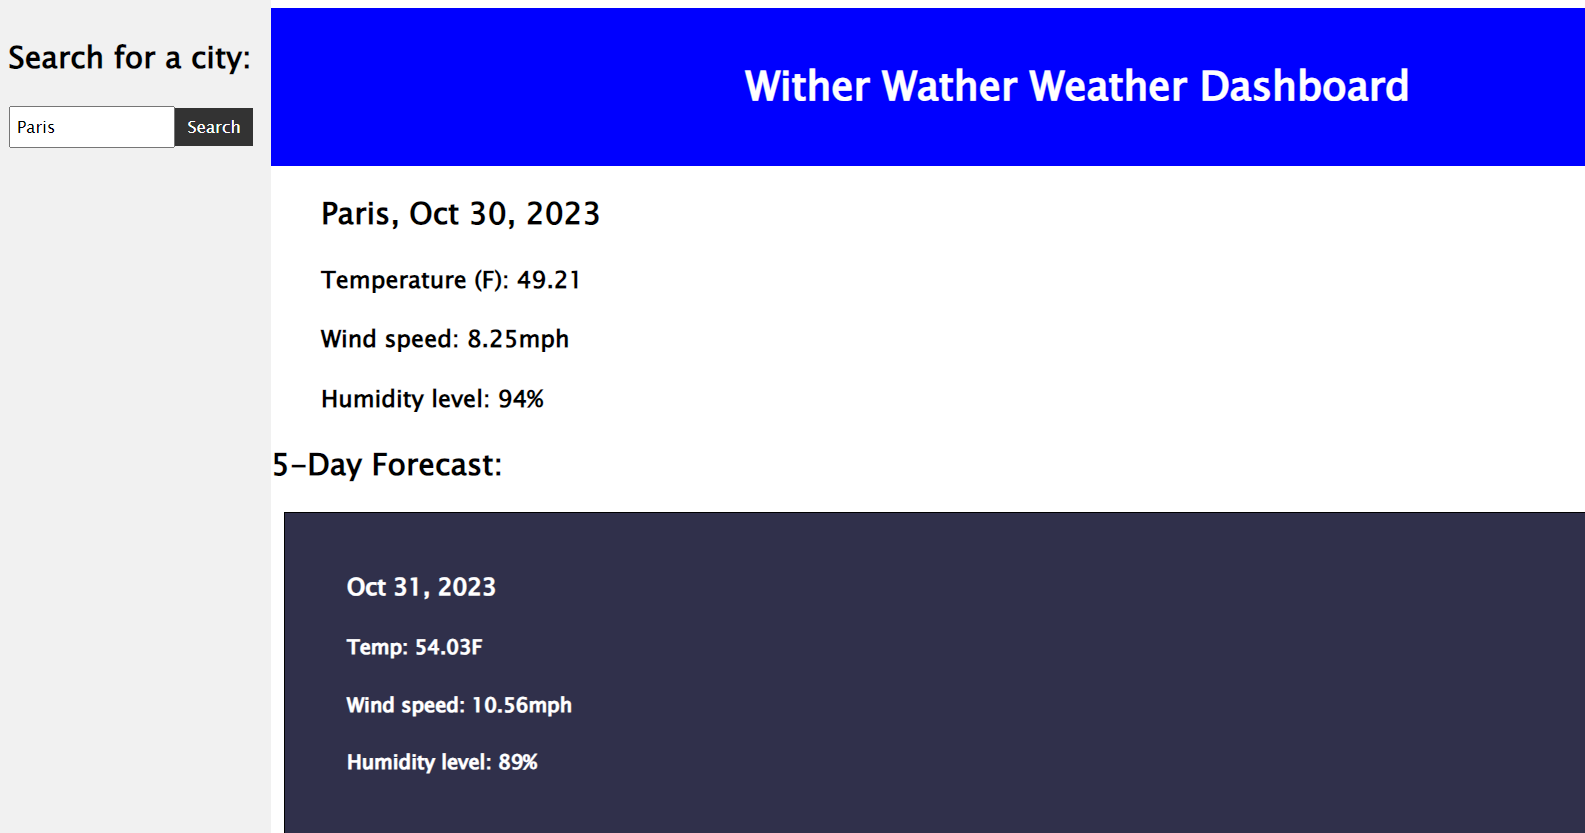 Search for a city:
Paris
Search
Wither Wather Weather Dashboard
Paris, Oct 30, 2023
Temperature (F): 49.21
Wind speed: 8.25mph
Humidity level: 94%
5-Day Forecast:
Oct 31, 2023
Temp: 54.03F
Wind speed: 10.56mph
Humidity level: 89%